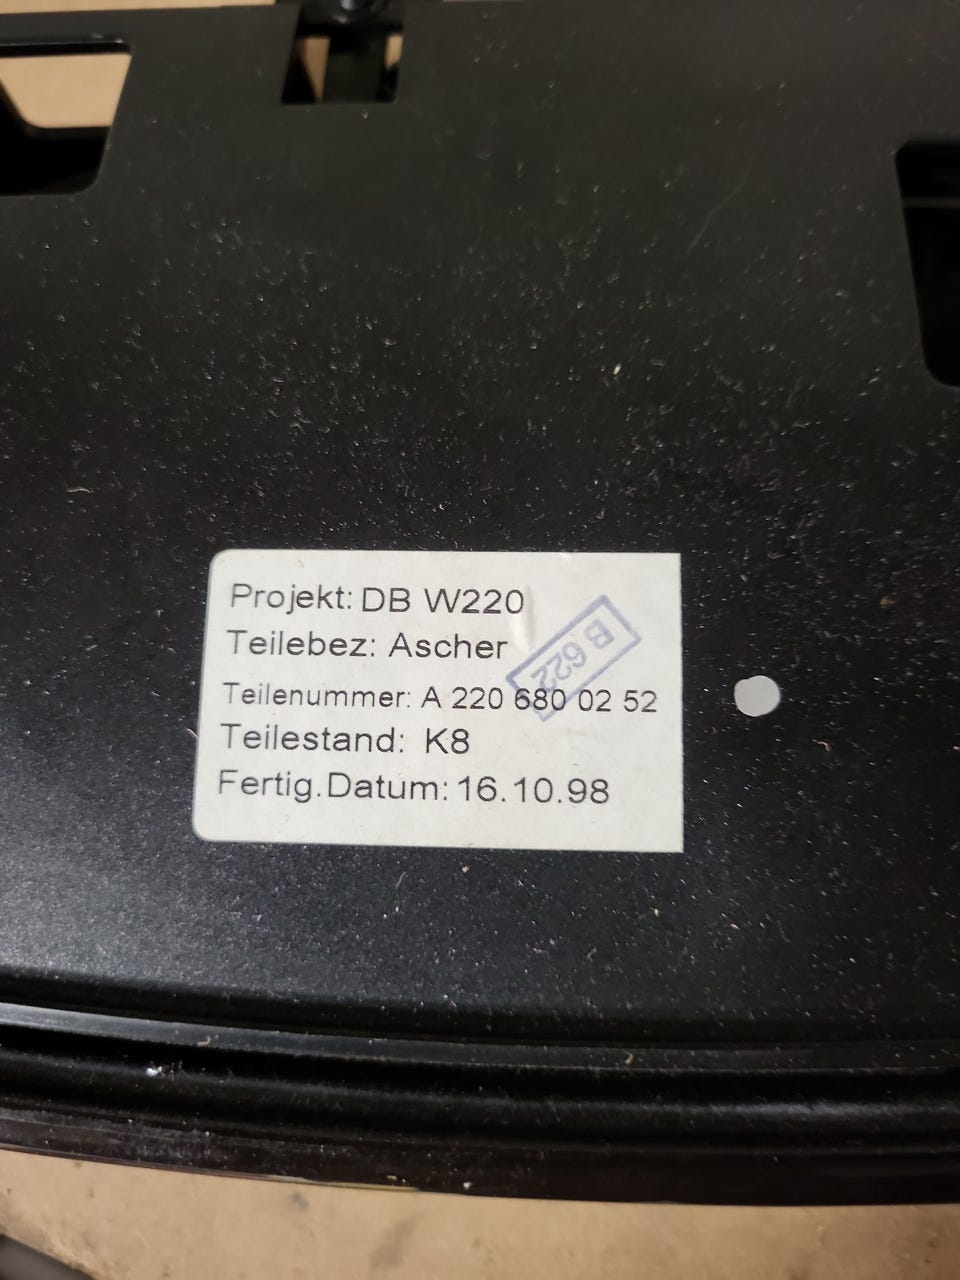 Projekt: DB W220
Teilebez: Ascher
Teilenummer: A 220 680 02 52
Teilestand: K8
Fertig.Datum: 16.10.98
B 622